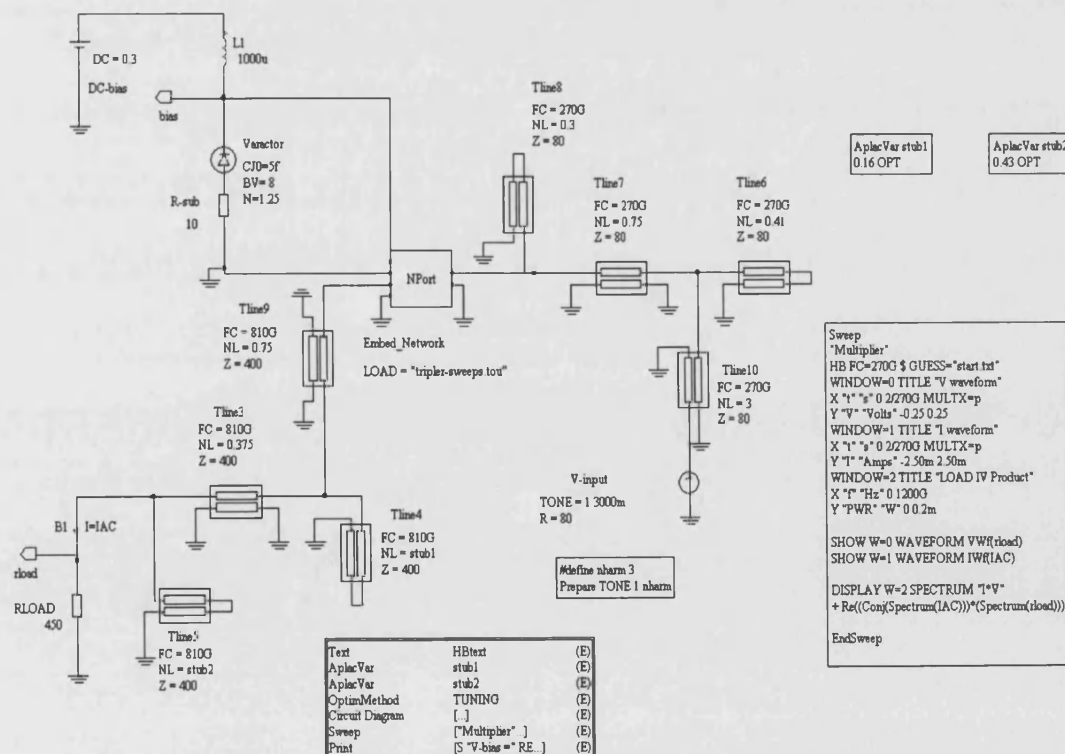 L1
1000u
DC = 0.3
DC-bias
bias
Varactor
CJ0=5f
BV= 8
N=1.25
R-sub
10
Tline8
FC = 270G
NL = 0.3
Z = 80
Tline7
FC = 270G
NL = 0.75
Z = 80
Tline6
FC = 270G
NL = 0.41
Z = 80
AplacVar stub1
0.16 OPT
AplacVar stub2
0.43 OPT
NPort
Embed_Network
LOAD = "tripler-sweeps.tou"
Tline9
FC = 810G
NL = 0.75
Z = 400
Tline10
FC = 270G
NL = 3
Z = 80
Tline3
FC = 810G
NL = 0.375
Z = 400
V-input
TONE = 1 3000m
R = 80
B1
I=IAC
rload
RLOAD
450
Tline4
FC = 810G
NL = stub1
Z = 400
Tline5
FC = 810G
NL = stub2
Z = 400
#define nharm 3
Prepare TONE 1 nharm
Sweep
"Multiplier"
HB FC=270G $ GUESS="start.txt"
WINDOW=0 TITLE "V waveform"
X "t" "s" 0 2/270G MULTX=p
Y "V" "Volts" -0.25 0.25
WINDOW=1 TITLE "I waveform"
X "t" "s" 0 2/270G MULTX=p
Y "I" "Amps" -2.50m 2.50m
WINDOW=2 TITLE "LOAD IV Product"
X "f" "Hz" 0 1200G
Y "PWR" "W" 0 0.2m
SHOW W=0 WAVEFORM VWf(rload)
SHOW W=1 WAVEFORM IWf(IAC)
DISPLAY W=2 SPECTRUM "I*V"
+ Re((Conj(Spectrum(IAC)))*(Spectrum(rload)))
EndSweep
Text HBtext (E)
AplacVar stub1 (E)
AplacVar stub2 (E)
OptimMethod TUNING (E)
Circuit Diagram [...] (E)
Sweep ["Multiplier"...] (E)
Print [S "V-bias =" RE...] (E)